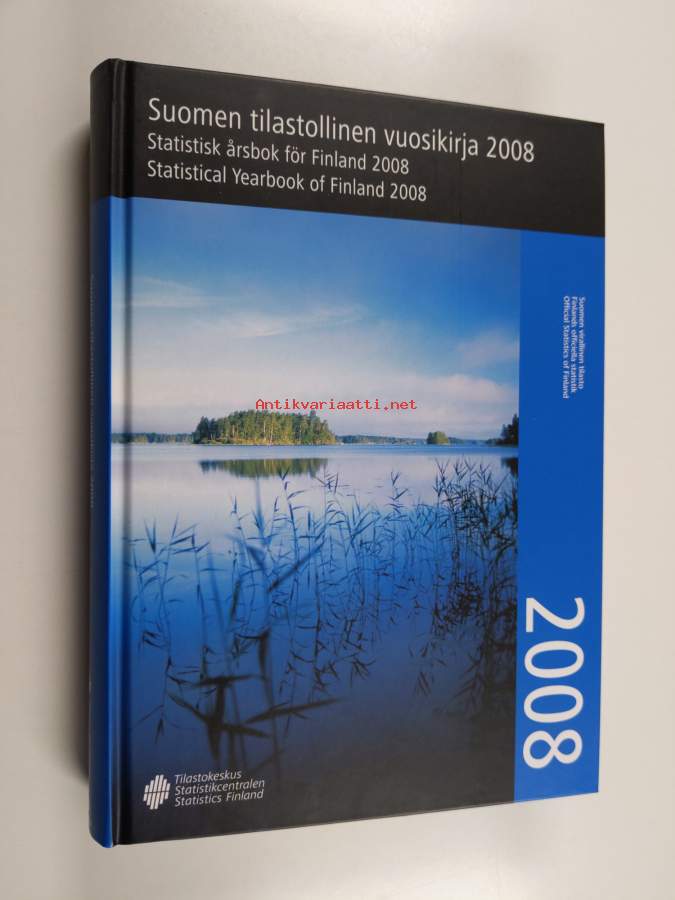 Suomen tilastollinen vuosikirja 2008
Statistisk årsbok för Finland 2008
Statistical Yearbook of Finland 2008
Suomen virallinen tilasto
Finlands officiella statistik
Official Statistics of Finland
Antikvariaatti.net
2008
Tilastokeskus
Statistikcentralen
Statistics Finland